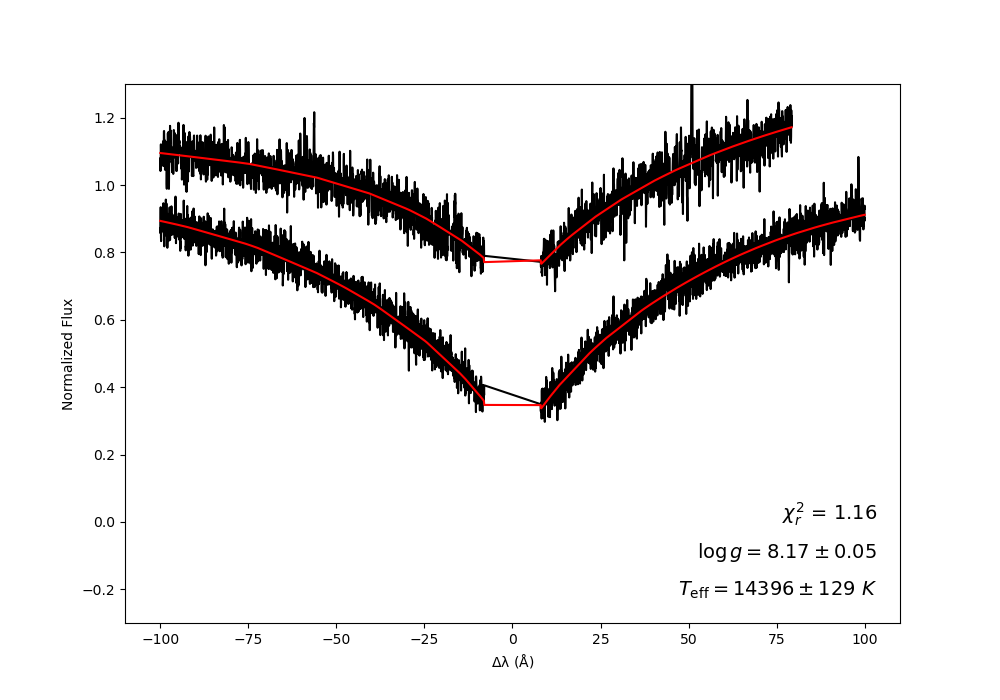 1.2
1.0
0.8
0.6
0.4
0.2
0.0
−0.2
Normalized Flux
χ²ᵣ = 1.16
log g = 8.17 ± 0.05
T_eff = 14396 ± 129 K
−100 −75 −50 −25 0 25 50 75 100
Δλ (Å)